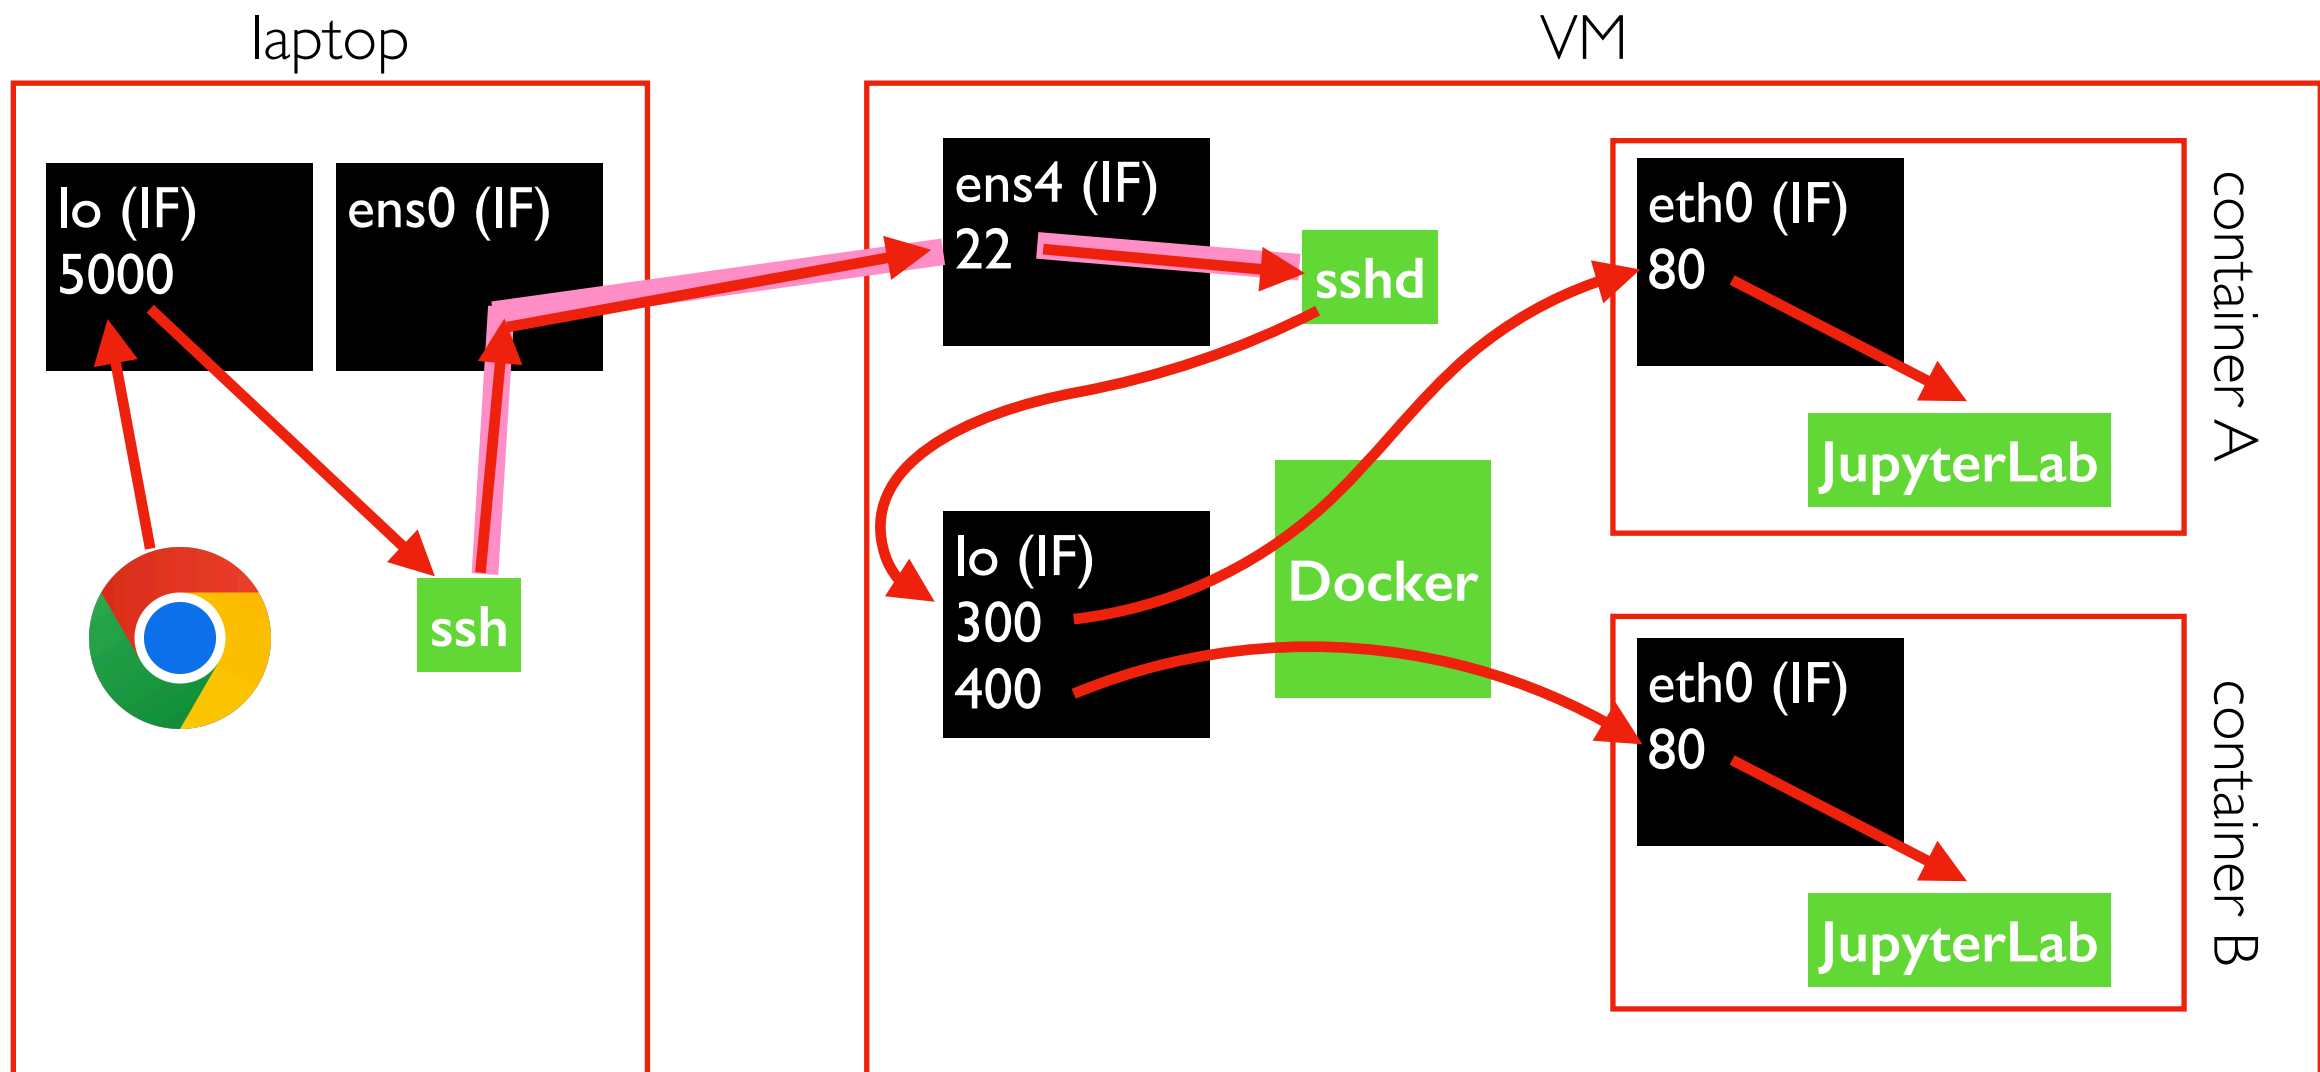 laptop
VM
lo (IF)
5000
ens0 (IF)
ssh
ens4 (IF)
22
sshd
lo (IF)
300
400
Docker
eth0 (IF)
80
JupyterLab
container A
eth0 (IF)
80
JupyterLab
container B